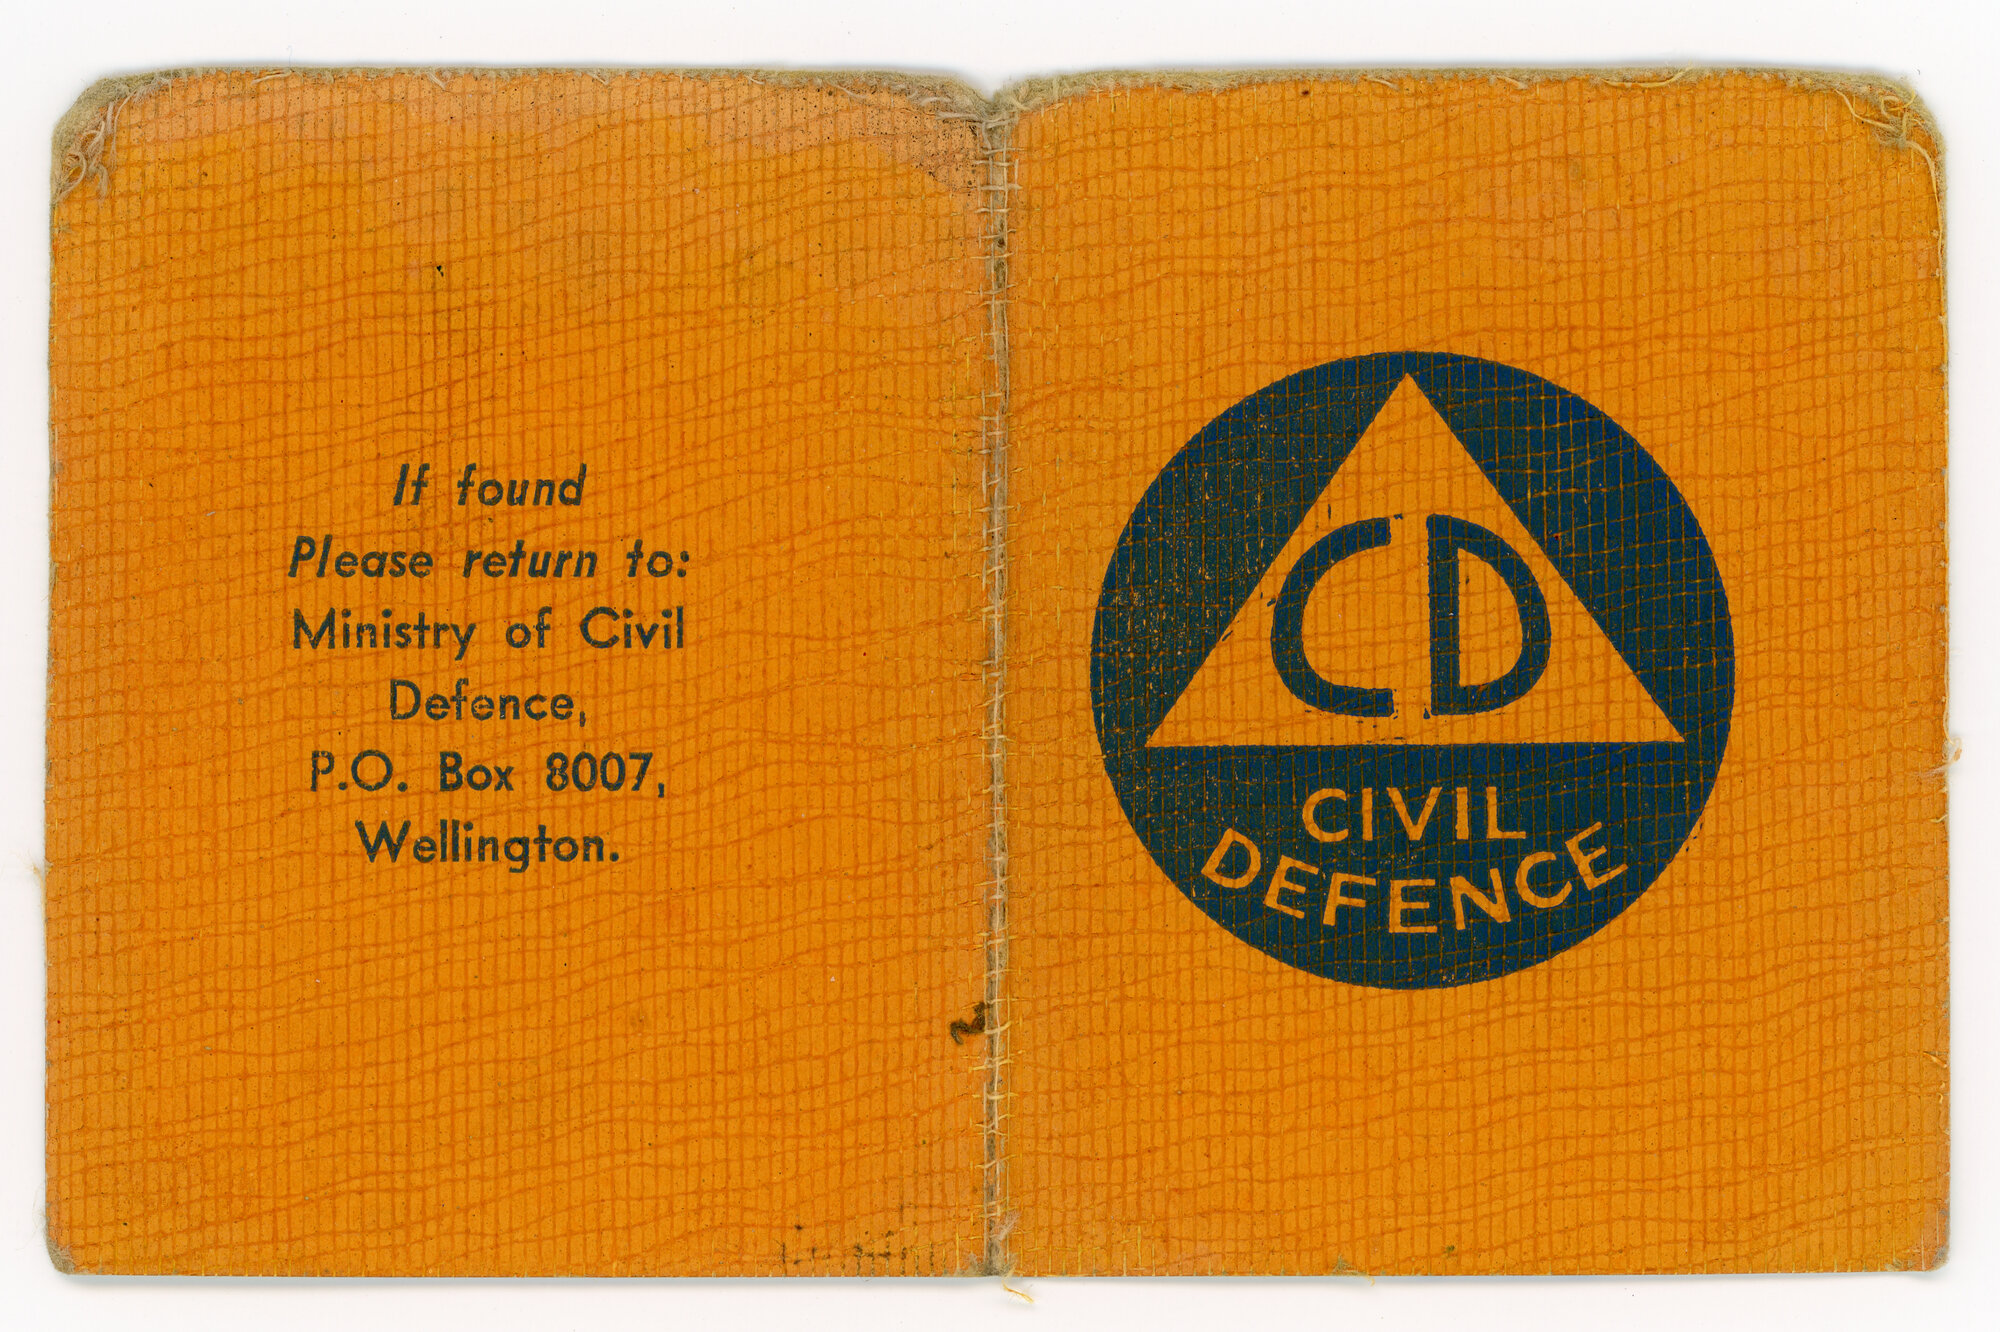 If found
Please return to:
Ministry of Civil
Defence,
P.O. Box 8007,
Wellington.
CD
CIVIL
DEFENCE